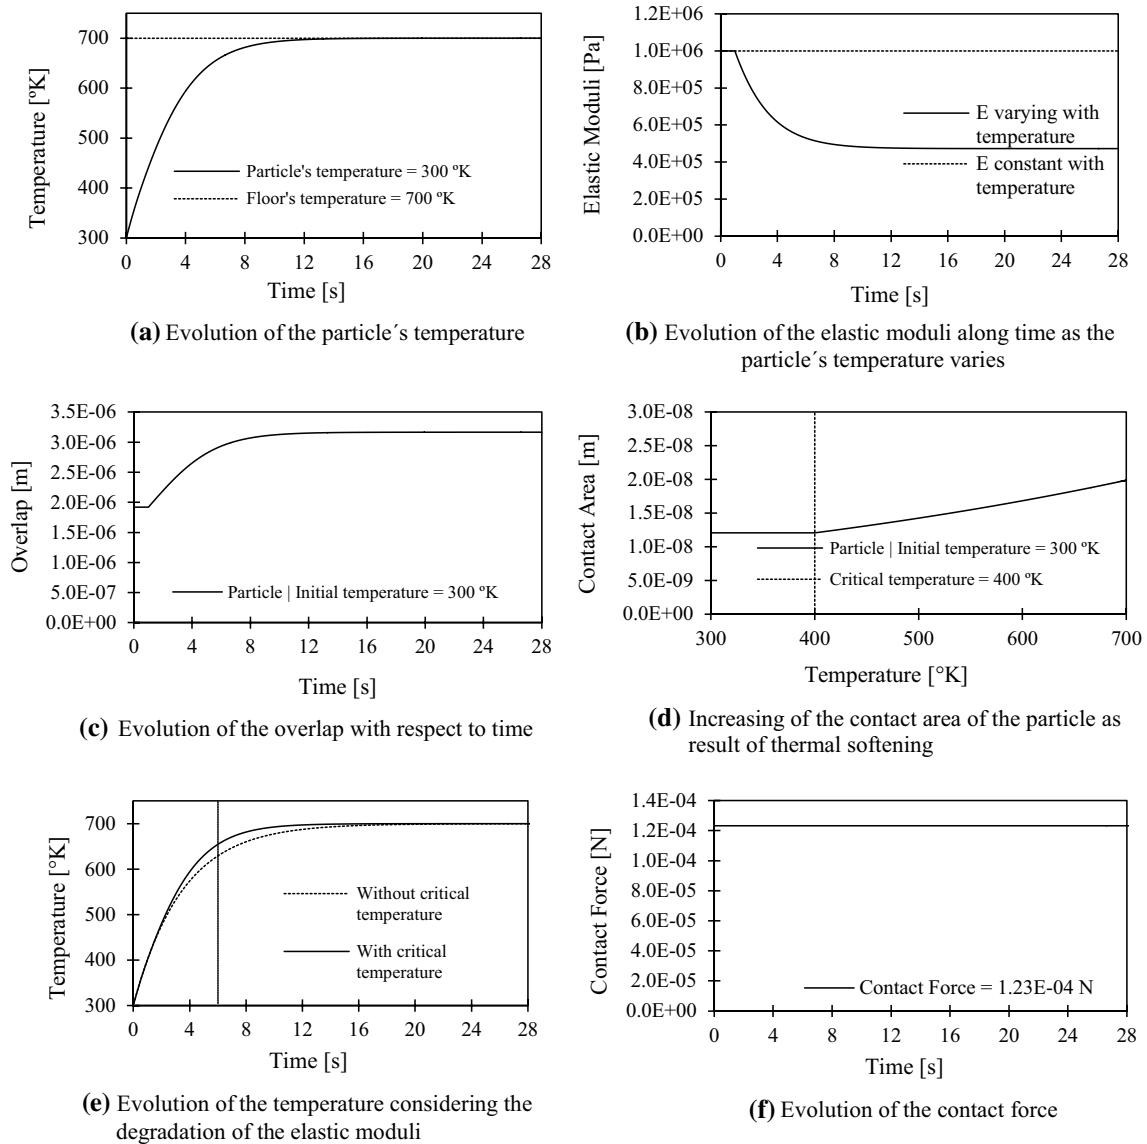 Temperature [ºK]
700
600
500
400
300
Particle's temperature = 300 ºK
Floor's temperature = 700 ºK
0 4 8 12 16 20 24 28
Time [s]
(a) Evolution of the particle´s temperature
Elastic Moduli [Pa]
1.2E+06
1.0E+06
8.0E+05
6.0E+05
4.0E+05
2.0E+05
0.0E+00
E varying with
temperature
E constant with
temperature
0 4 8 12 16 20 24 28
Time [s]
(b) Evolution of the elastic moduli along time as the
particle´s temperature varies
Overlap [m]
3.5E-06
3.0E-06
2.5E-06
2.0E-06
1.5E-06
1.0E-06
5.0E-07
0.0E+00
Particle | Initial temperature = 300 ºK
0 4 8 12 16 20 24 28
Time [s]
(c) Evolution of the overlap with respect to time
Contact Area [m]
3.0E-08
2.5E-08
2.0E-08
1.5E-08
1.0E-08
5.0E-09
0.0E+00
Particle | Initial temperature = 300 ºK
Critical temperature = 400 ºK
300 400 500 600 700
Temperature [°K]
(d) Increasing of the contact area of the particle as
result of thermal softening
Temperature [°K]
700
600
500
400
300
Without critical
temperature
With critical
temperature
0 4 8 12 16 20 24 28
Time [s]
(e) Evolution of the temperature considering the
degradation of the elastic moduli
Contact Force [N]
1.4E-04
1.2E-04
1.0E-04
8.0E-05
6.0E-05
4.0E-05
2.0E-05
0.0E+00
Contact Force = 1.23E-04 N
0 4 8 12 16 20 24 28
Time [s]
(f) Evolution of the contact force